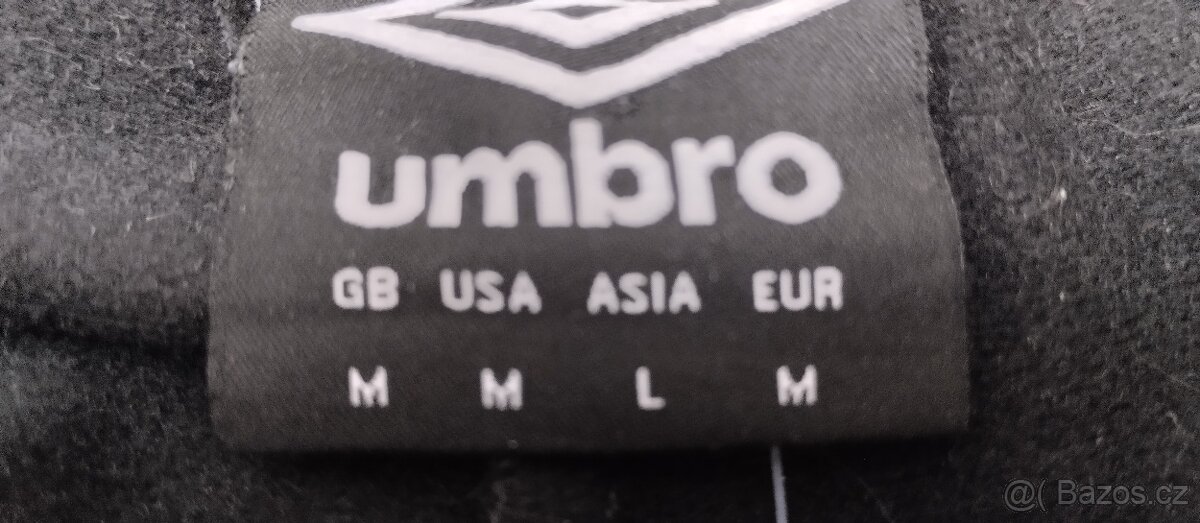 umbro
GB USA ASIA EUR
M M L M
@( Bazos.cz